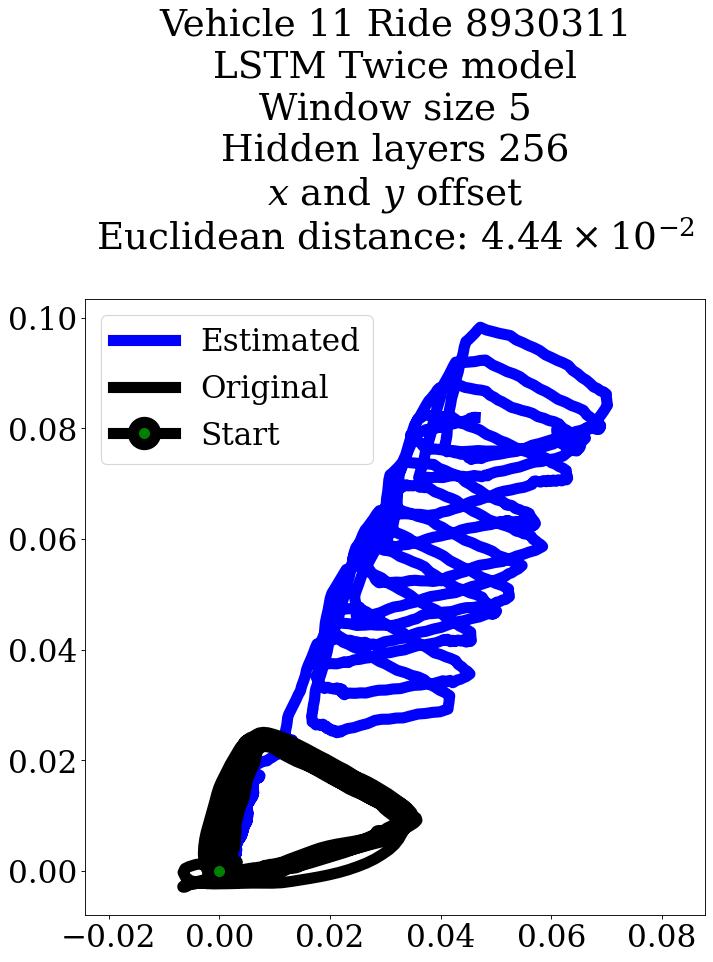 Vehicle 11 Ride 8930311
LSTM Twice model
Window size 5
Hidden layers 256
x and y offset
Euclidean distance: 4.44 × 10⁻²
Estimated
Original
Start
0.10
0.08
0.06
0.04
0.02
0.00
−0.02 0.00 0.02 0.04 0.06 0.08